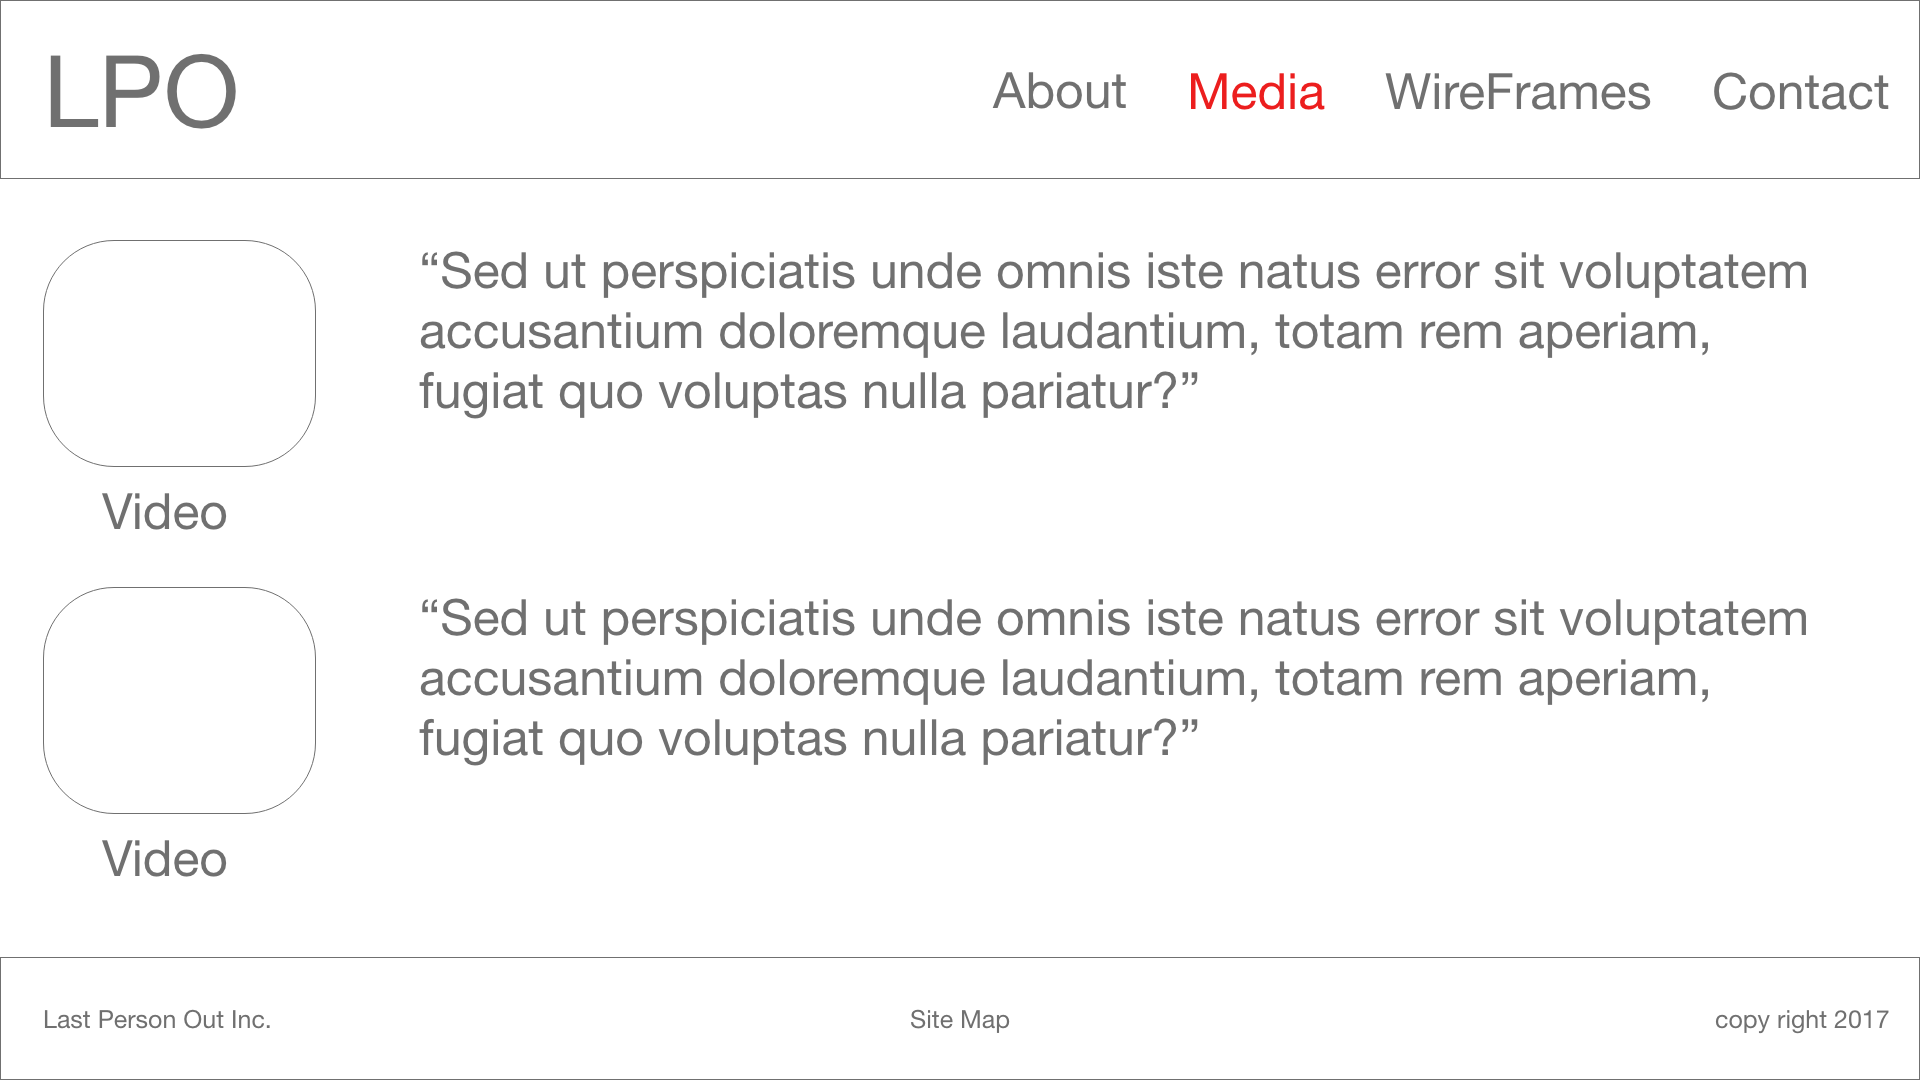 LPO
About Media WireFrames Contact
“Sed ut perspiciatis unde omnis iste natus error sit voluptatem
accusantium doloremque laudantium, totam rem aperiam,
fugiat quo voluptas nulla pariatur?”
Video
“Sed ut perspiciatis unde omnis iste natus error sit voluptatem
accusantium doloremque laudantium, totam rem aperiam,
fugiat quo voluptas nulla pariatur?”
Video
Last Person Out Inc. Site Map copy right 2017